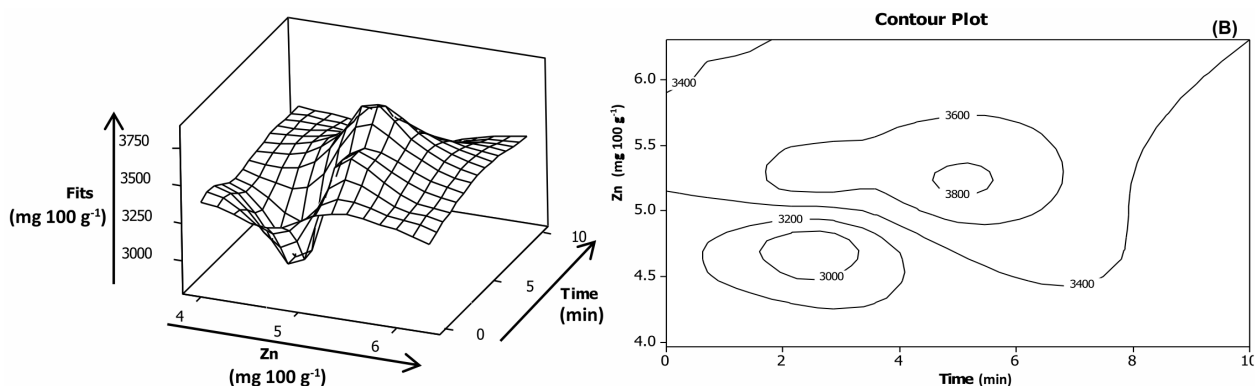 3750
3500
3250
3000
Fits
(mg 100 g⁻¹)
4
5
6
Zn
(mg 100 g⁻¹)
0
5
10
Time
(min)
Contour Plot
(B)
6.0
5.5
5.0
4.5
4.0
Zn (mg 100 g⁻¹)
3400
3600
3800
3200
3000
3400
0
2
4
6
8
10
Time (min)